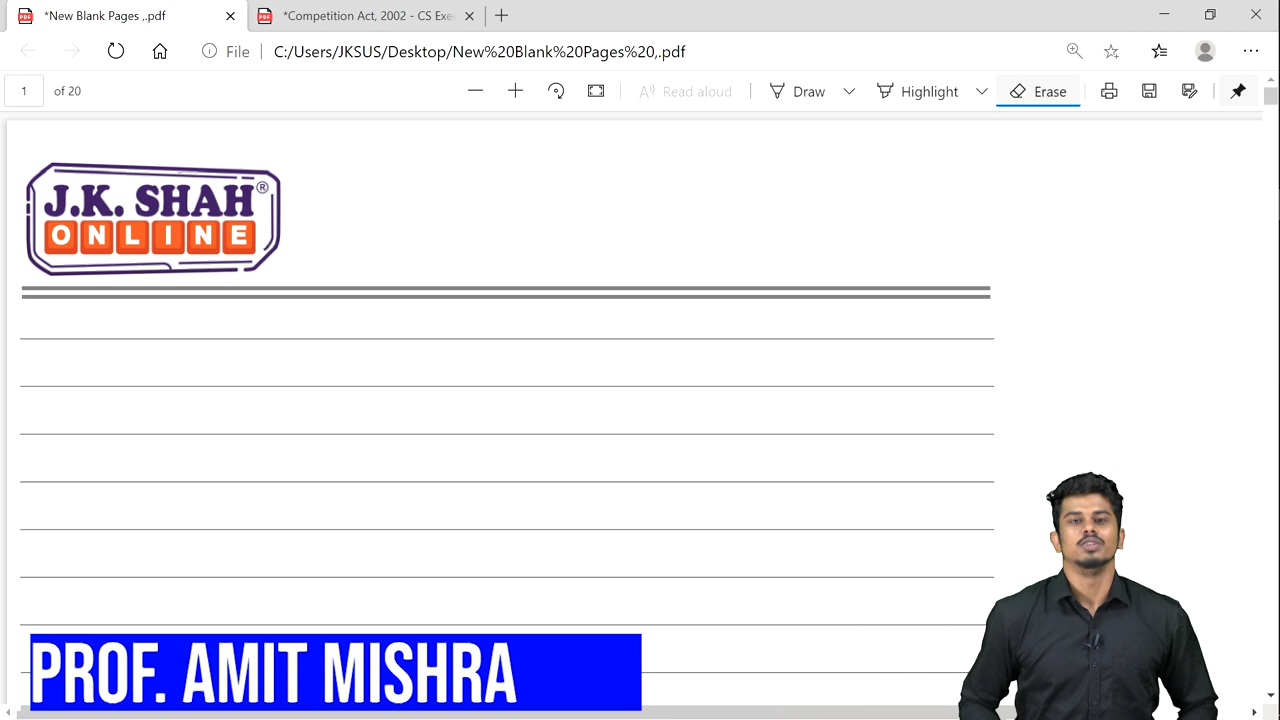 *New Blank Pages ,.pdf
*Competition Act, 2002 - CS Exe
File
C:/Users/JKSUS/Desktop/New%20Blank%20Pages%20,.pdf
1 of 20
Read aloud
Draw
Highlight
Erase
J.K. SHAH®
ONLINE
PROF. AMIT MISHRA